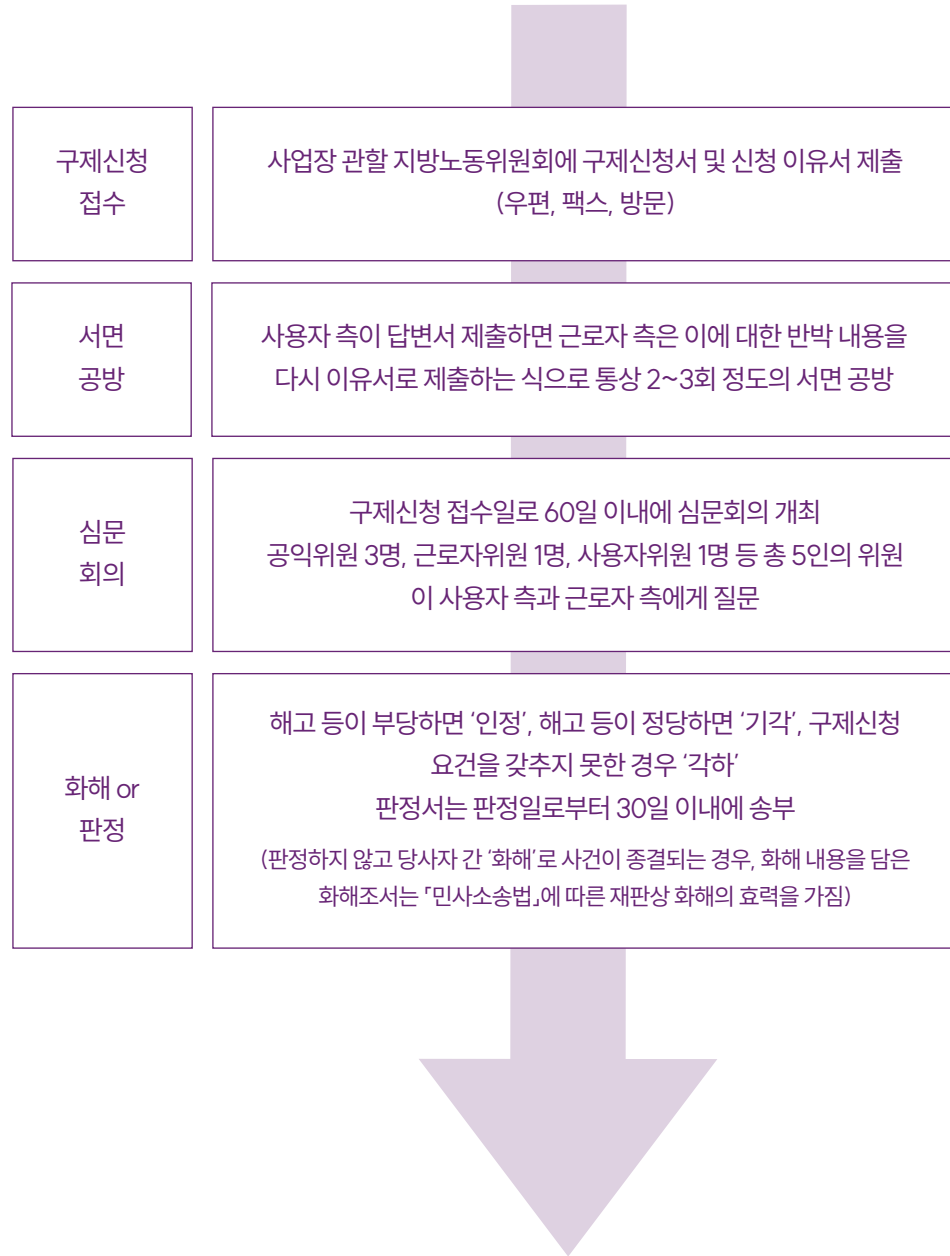 구제신청
접수
사업장 관할 지방노동위원회에 구제신청서 및 신청 이유서 제출
(우편, 팩스, 방문)
서면
공방
사용자 측이 답변서 제출하면 근로자 측은 이에 대한 반박 내용을
다시 이유서로 제출하는 식으로 통상 2~3회 정도의 서면 공방
심문
회의
구제신청 접수일로 60일 이내에 심문회의 개최
공익위원 3명, 근로자위원 1명, 사용자위원 1명 등 총 5인의 위원
이 사용자 측과 근로자 측에게 질문
화해 or
판정
해고 등이 부당하면 ‘인정’, 해고 등이 정당하면 ‘기각’, 구제신청
요건을 갖추지 못한 경우 ‘각하’
판정서는 판정일로부터 30일 이내에 송부
(판정하지 않고 당사자 간 ‘화해’로 사건이 종결되는 경우, 화해 내용을 담은
화해조서는 「민사소송법」에 따른 재판상 화해의 효력을 가짐)